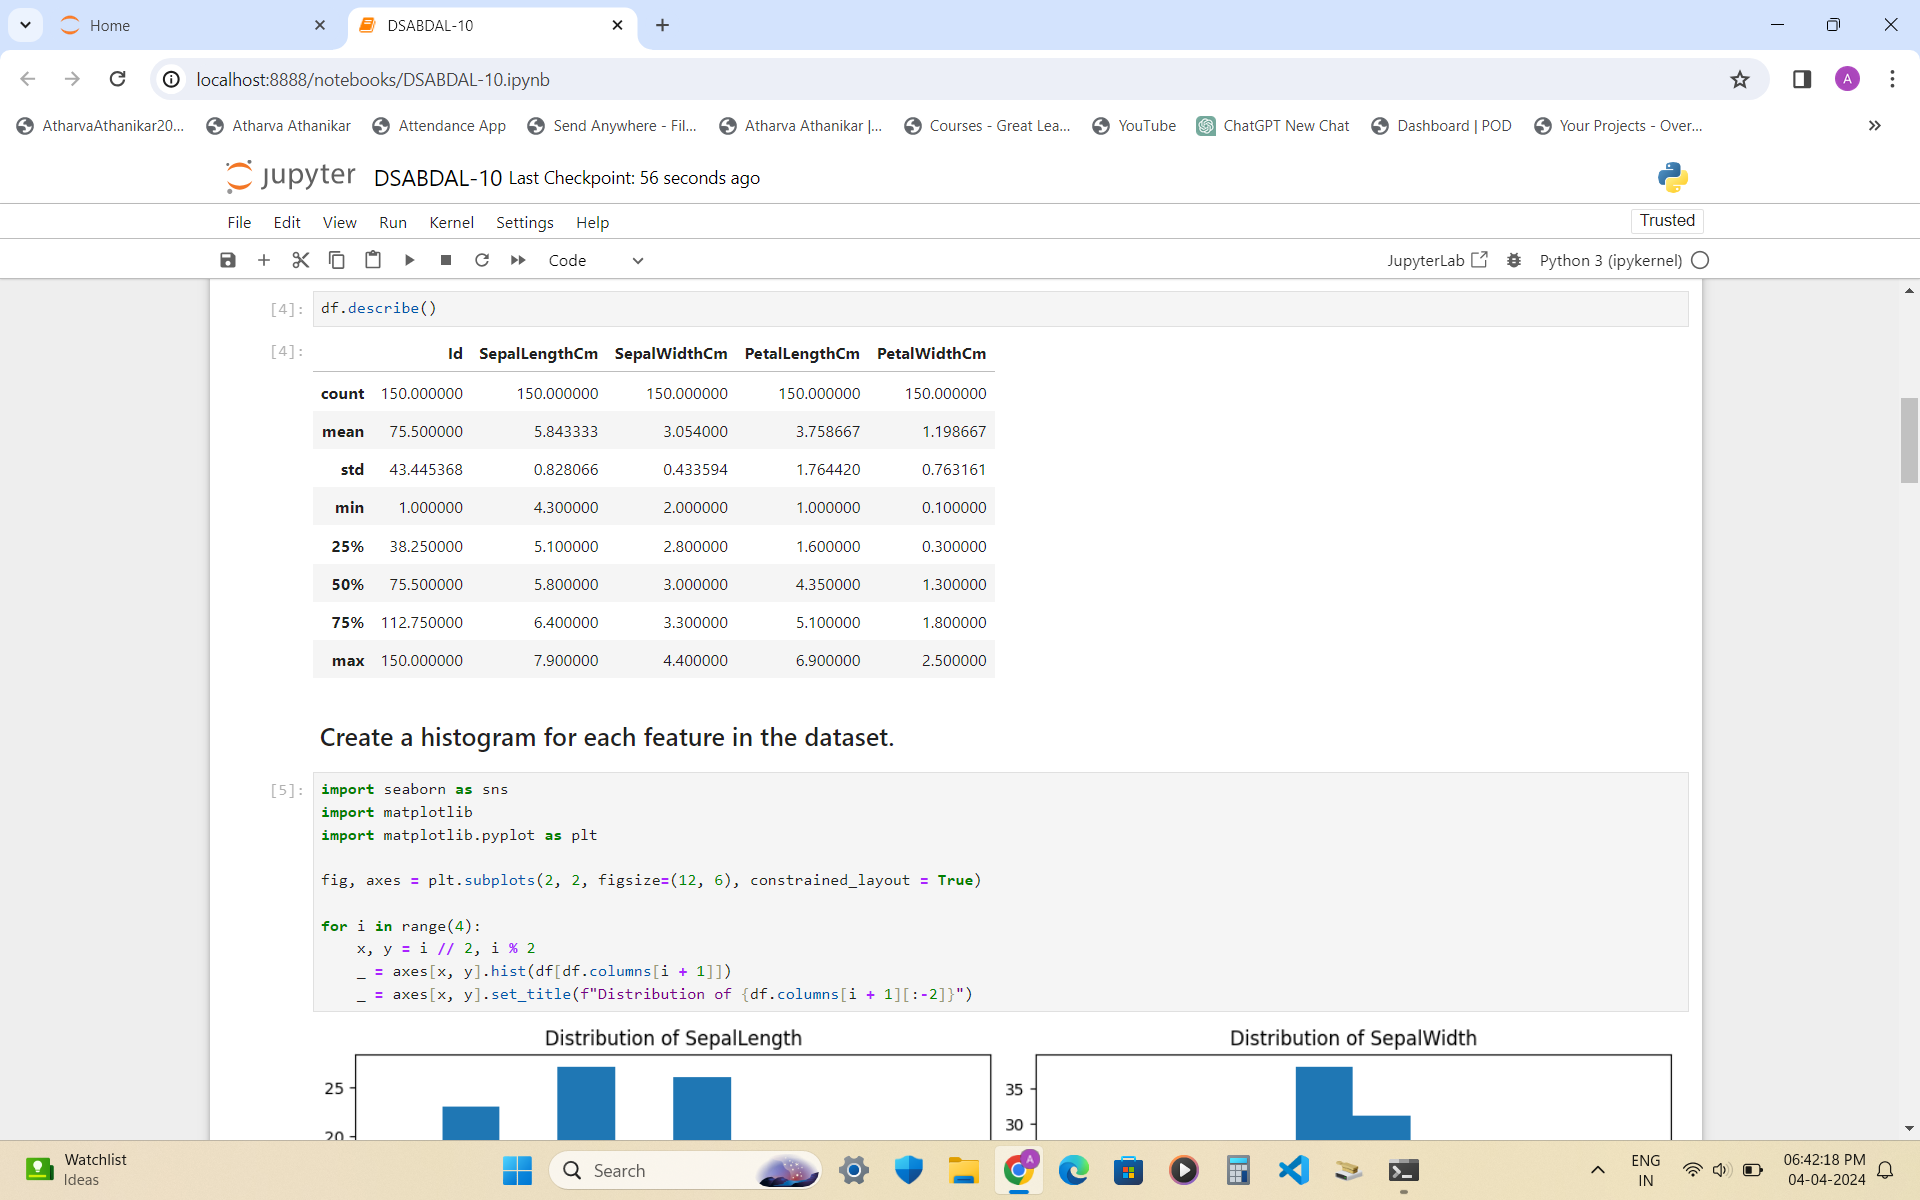 Home
DSABDAL-10
localhost:8888/notebooks/DSABDAL-10.ipynb
A
AtharvaAthanikar20...
Atharva Athanikar
Attendance App
Send Anywhere - Fil...
Atharva Athanikar |...
Courses - Great Lea...
YouTube
ChatGPT New Chat
Dashboard | POD
Your Projects - Over...
jupyter DSABDAL-10 Last Checkpoint: 56 seconds ago
File Edit View Run Kernel Settings Help Trusted
Code JupyterLab Python 3 (ipykernel)
[4]: df.describe()
[4]: Id SepalLengthCm SepalWidthCm PetalLengthCm PetalWidthCm
count 150.000000 150.000000 150.000000 150.000000 150.000000
mean 75.500000 5.843333 3.054000 3.758667 1.198667
std 43.445368 0.828066 0.433594 1.764420 0.763161
min 1.000000 4.300000 2.000000 1.000000 0.100000
25% 38.250000 5.100000 2.800000 1.600000 0.300000
50% 75.500000 5.800000 3.000000 4.350000 1.300000
75% 112.750000 6.400000 3.300000 5.100000 1.800000
max 150.000000 7.900000 4.400000 6.900000 2.500000
Create a histogram for each feature in the dataset.
[5]: import seaborn as sns
import matplotlib
import matplotlib.pyplot as plt
fig, axes = plt.subplots(2, 2, figsize=(12, 6), constrained_layout = True)
for i in range(4):
    x, y = i // 2, i % 2
    _ = axes[x, y].hist(df[df.columns[i + 1]])
    _ = axes[x, y].set_title(f"Distribution of {df.columns[i + 1][:-2]}")
Distribution of SepalLength
25
20
Distribution of SepalWidth
35
30
Watchlist
Ideas
Search
A
ENG
IN
06:42:18 PM
04-04-2024